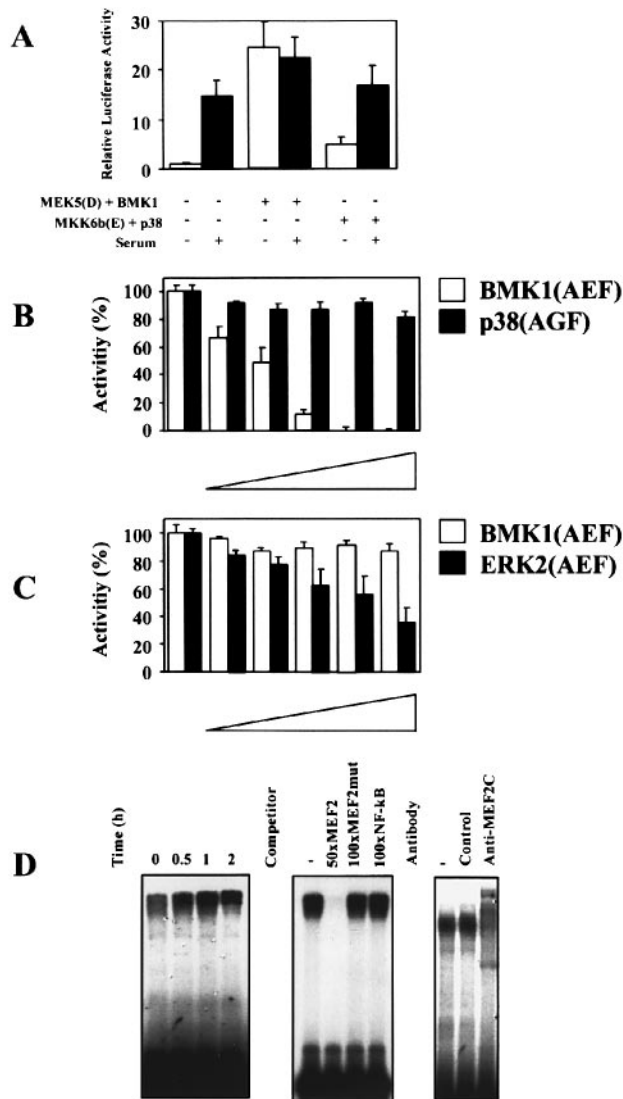 A
Relative Luciferase Activity
30
20
10
0
MEK5(D) + BMK1 - - + + - -
MKK6b(E) + p38 - - - - + +
Serum - + - + - +
B
Activitiy (%)
100
80
60
40
20
0
BMK1(AEF)
p38(AGF)
C
Activitiy (%)
100
80
60
40
20
0
BMK1(AEF)
ERK2(AEF)
D
Time (h)
0 0.5 1 2
Competitor
-
50xMEF2
100xMEF2mut
100xNF-kB
Antibody
-
Control
Anti-MEF2C